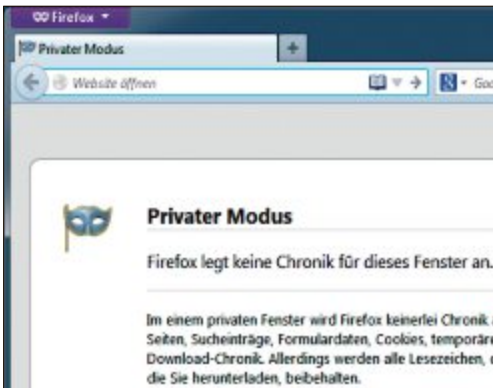 Firefox
Privater Modus
+
Website öffnen
Privater Modus
Firefox legt keine Chronik für dieses Fenster an.
Im einem privaten Fenster wird Firefox keinerlei Chronik
Seiten, Sucheinträge, Formulardaten, Cookies, temporäre
Download-Chronik. Allerdings werden alle Lesezeichen,
die Sie herunterladen, beibehalten.